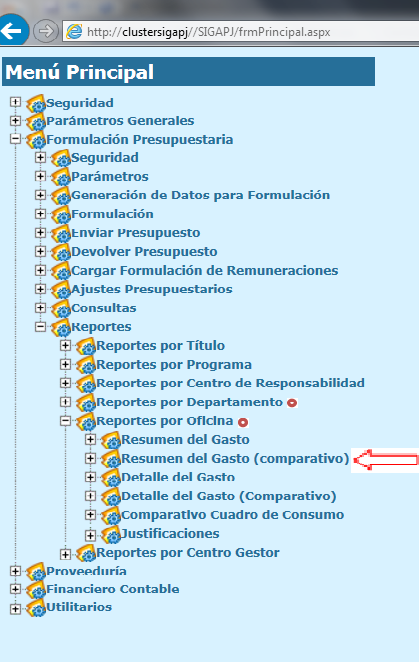 http://clustersigapj//SIGAPJ/frmPrincipal.aspx
Menú Principal
Seguridad
Parámetros Generales
Formulación Presupuestaria
Seguridad
Parámetros
Generación de Datos para Formulación
Formulación
Enviar Presupuesto
Devolver Presupuesto
Cargar Formulación de Remuneraciones
Ajustes Presupuestarios
Consultas
Reportes
Reportes por Título
Reportes por Programa
Reportes por Centro de Responsabilidad
Reportes por Departamento
Reportes por Oficina
Resumen del Gasto
Resumen del Gasto (comparativo)
Detalle del Gasto
Detalle del Gasto (Comparativo)
Comparativo Cuadro de Consumo
Justificaciones
Reportes por Centro Gestor
Proveeduría
Financiero Contable
Utilitarios